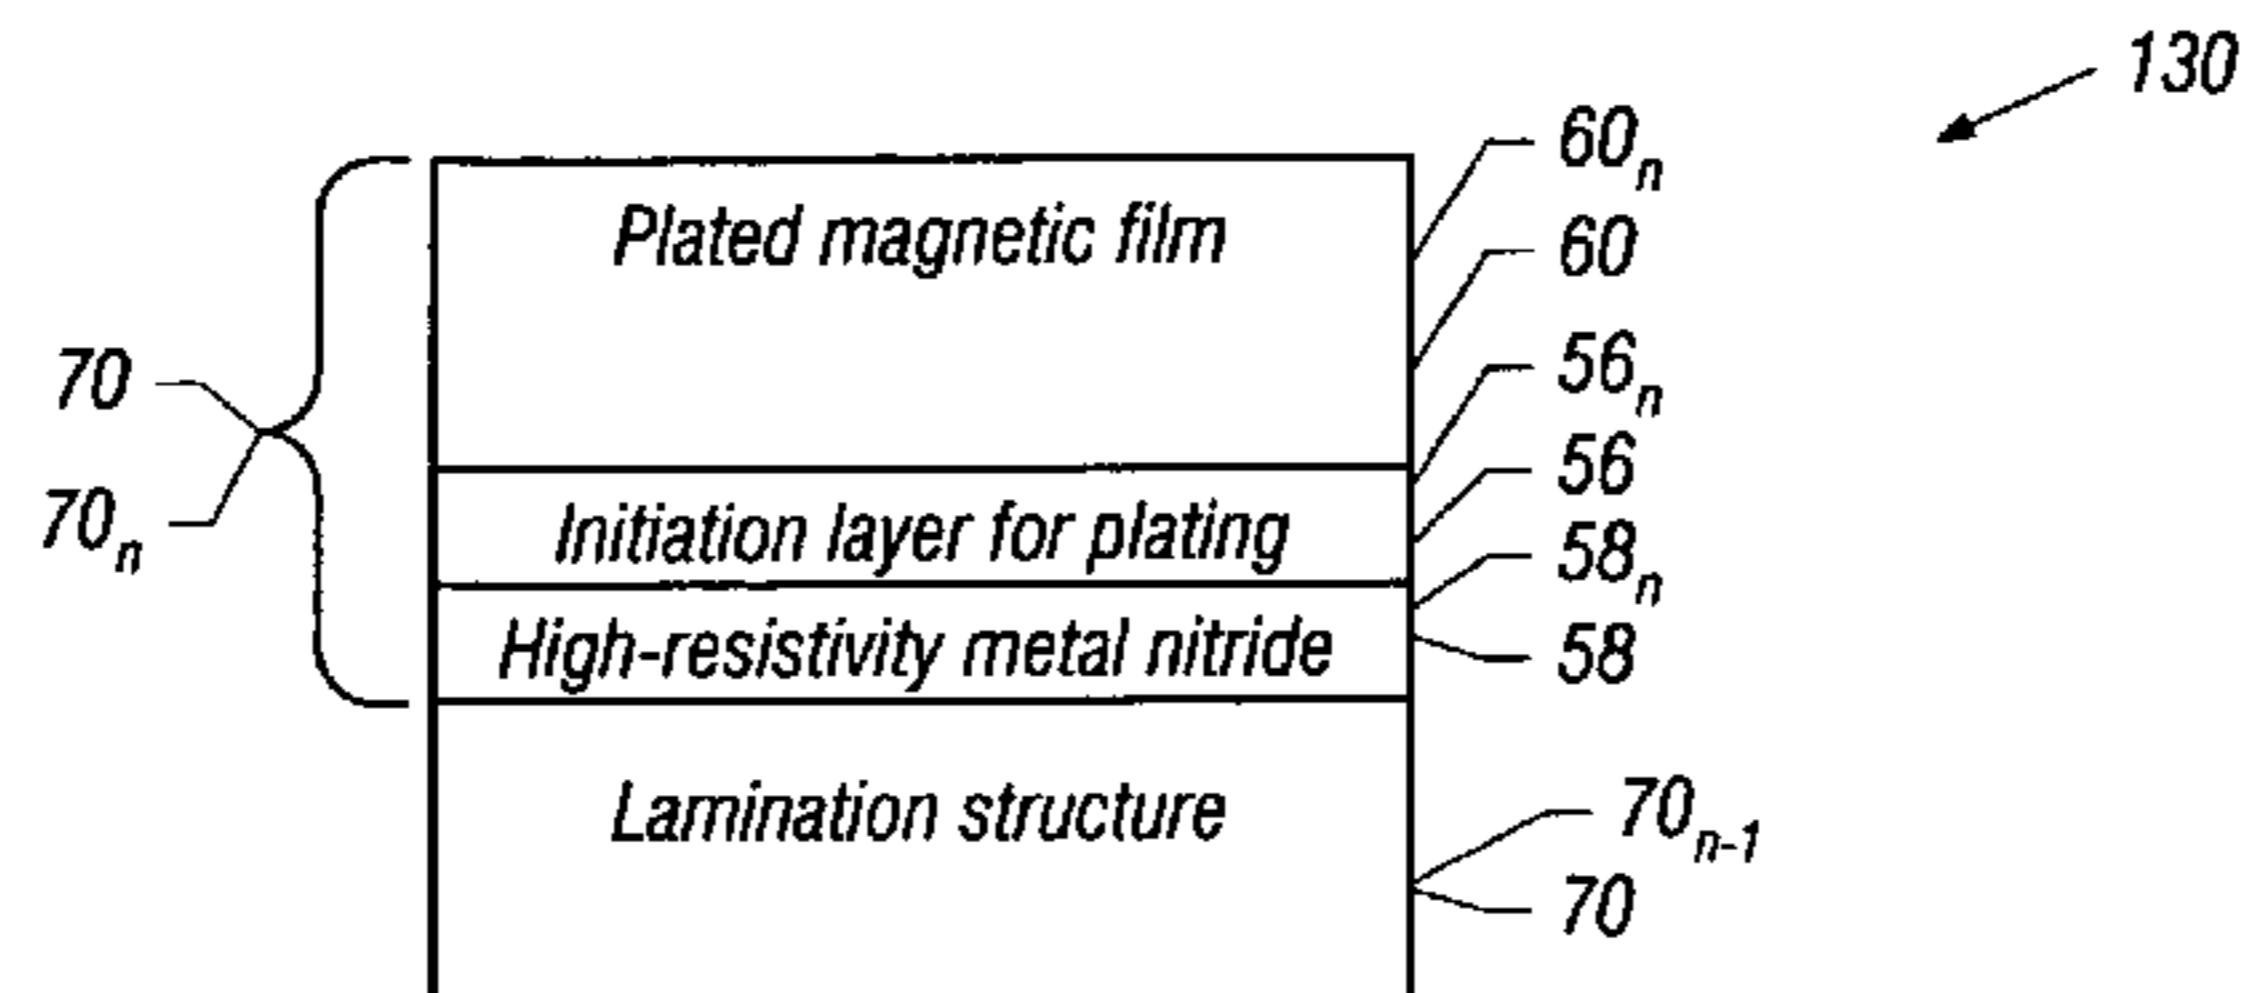 130
60n
Plated magnetic film
60
56n
70
56
70n
Initiation layer for plating
58n
High-resistivity metal nitride
58
Lamination structure
70n-1
70